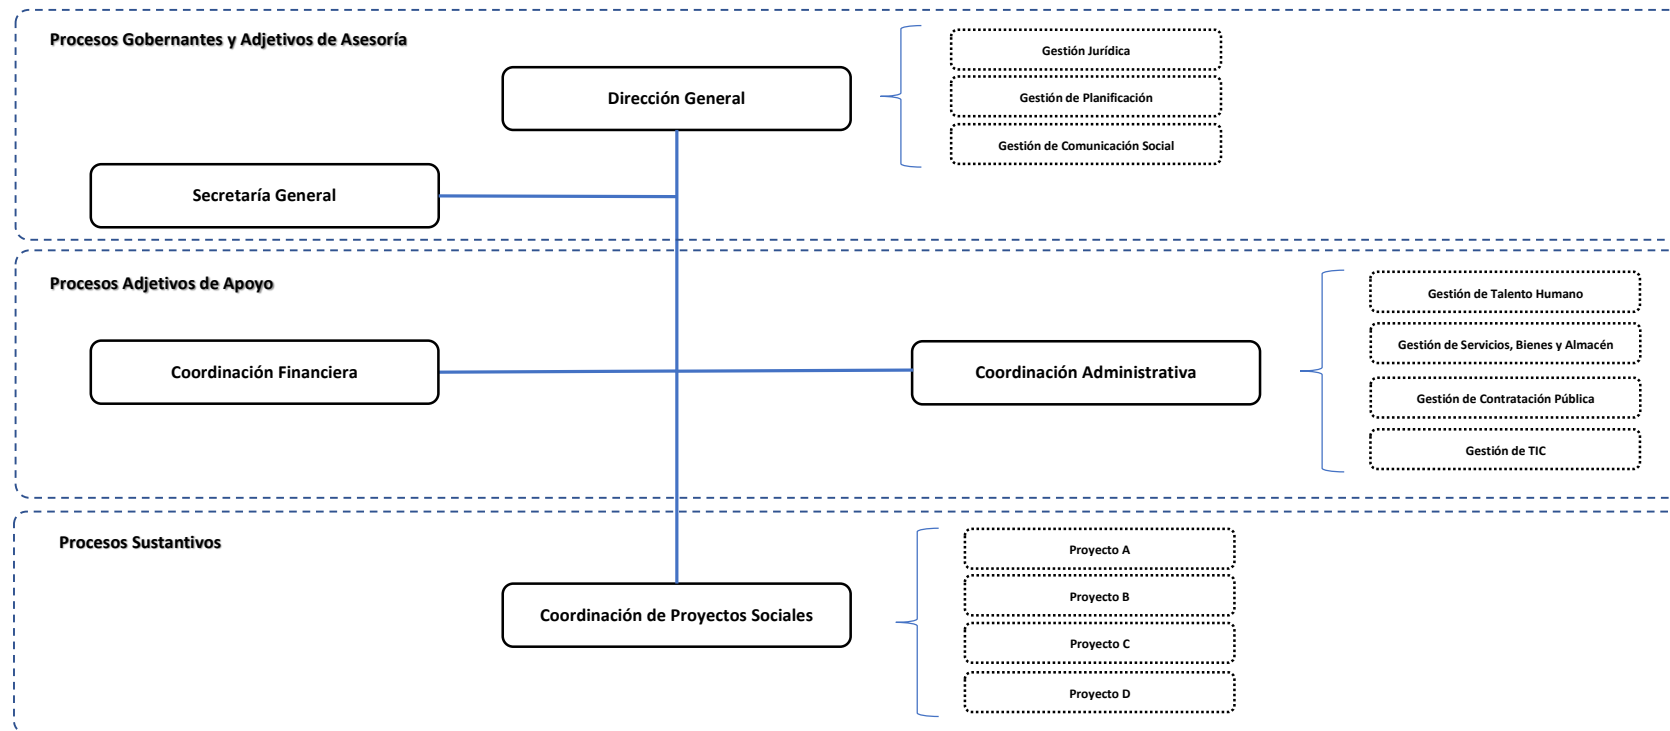 Procesos Gobernantes y Adjetivos de Asesoría
Dirección General
Gestión Jurídica
Gestión de Planificación
Gestión de Comunicación Social
Secretaría General
Procesos Adjetivos de Apoyo
Coordinación Financiera
Coordinación Administrativa
Gestión de Talento Humano
Gestión de Servicios, Bienes y Almacén
Gestión de Contratación Pública
Gestión de TIC
Procesos Sustantivos
Coordinación de Proyectos Sociales
Proyecto A
Proyecto B
Proyecto C
Proyecto D